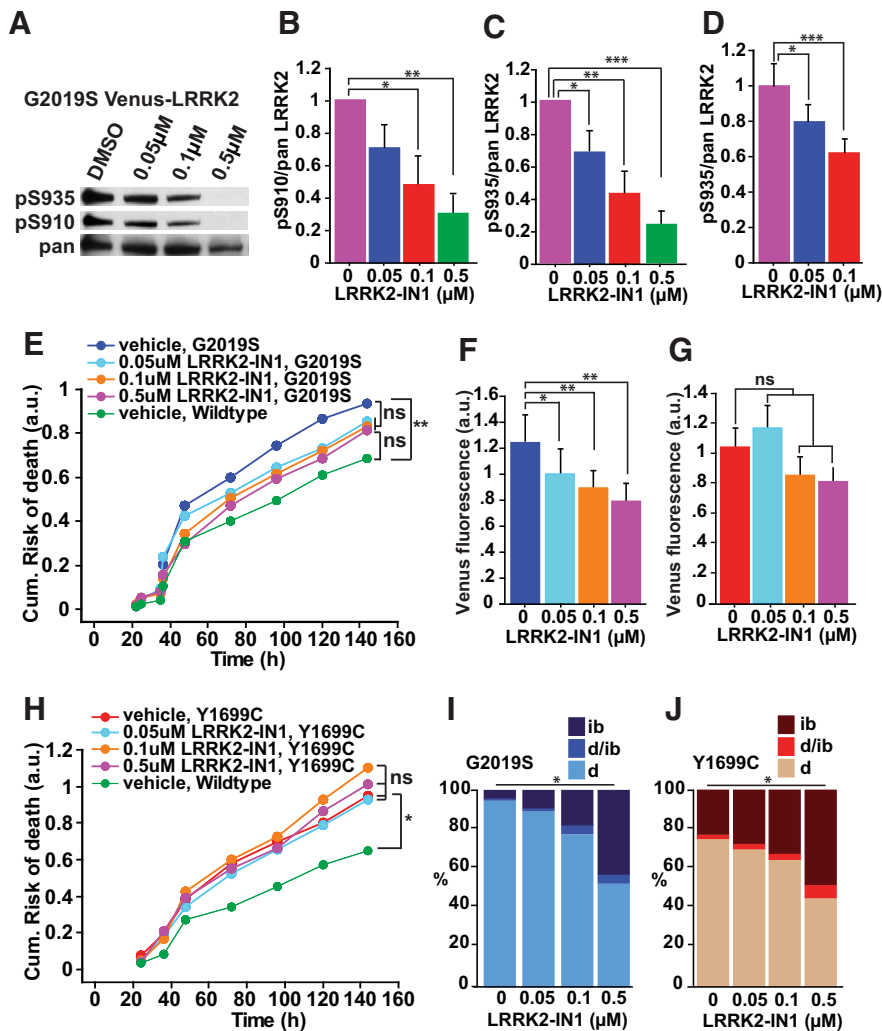 A
G2019S Venus-LRRK2
DMSO
0.05µM
0.1µM
0.5µM
pS935
pS910
pan
B
**
*
pS910/pan LRRK2
1.2
1
0.8
0.6
0.4
0.2
0
0 0.05 0.1 0.5
LRRK2-IN1 (µM)
C
***
**
*
pS935/pan LRRK2
1.2
1
0.8
0.6
0.4
0.2
0
0 0.05 0.1 0.5
LRRK2-IN1 (µM)
D
***
*
pS935/pan LRRK2
1.2
1
0.8
0.6
0.4
0.2
0
0 0.05 0.1
LRRK2-IN1 (µM)
E
vehicle, G2019S
0.05uM LRRK2-IN1, G2019S
0.1uM LRRK2-IN1, G2019S
0.5uM LRRK2-IN1, G2019S
vehicle, Wildtype
Cum. Risk of death (a.u.)
1
0.8
0.6
0.4
0.2
0
ns
ns
**
0 20 40 60 80 100 120 140 160
Time (h)
F
**
**
*
Venus fluorescence (a.u.)
1.6
1.4
1.2
1
.8
.6
.4
.2
0
0 0.05 0.1 0.5
LRRK2-IN1 (µM)
G
ns
Venus fluorescence (a.u.)
1.4
1.2
1
.8
.6
.4
.2
0
0 0.05 0.1 0.5
LRRK2-IN1 (µM)
H
vehicle, Y1699C
0.05uM LRRK2-IN1, Y1699C
0.1uM LRRK2-IN1, Y1699C
0.5uM LRRK2-IN1, Y1699C
vehicle, Wildtype
Cum. Risk of death (a.u.)
1.2
1
0.8
0.6
0.4
0.2
0
ns
*
0 20 40 60 80 100 120 140 160
Time (h)
I
ib
d/ib
d
G2019S
*
100
80
60
%
40
20
0
0 0.05 0.1 0.5
LRRK2-IN1 (µM)
J
ib
d/ib
d
Y1699C
*
100
80
60
%
40
20
0
0 0.05 0.1 0.5
LRRK2-IN1 (µM)